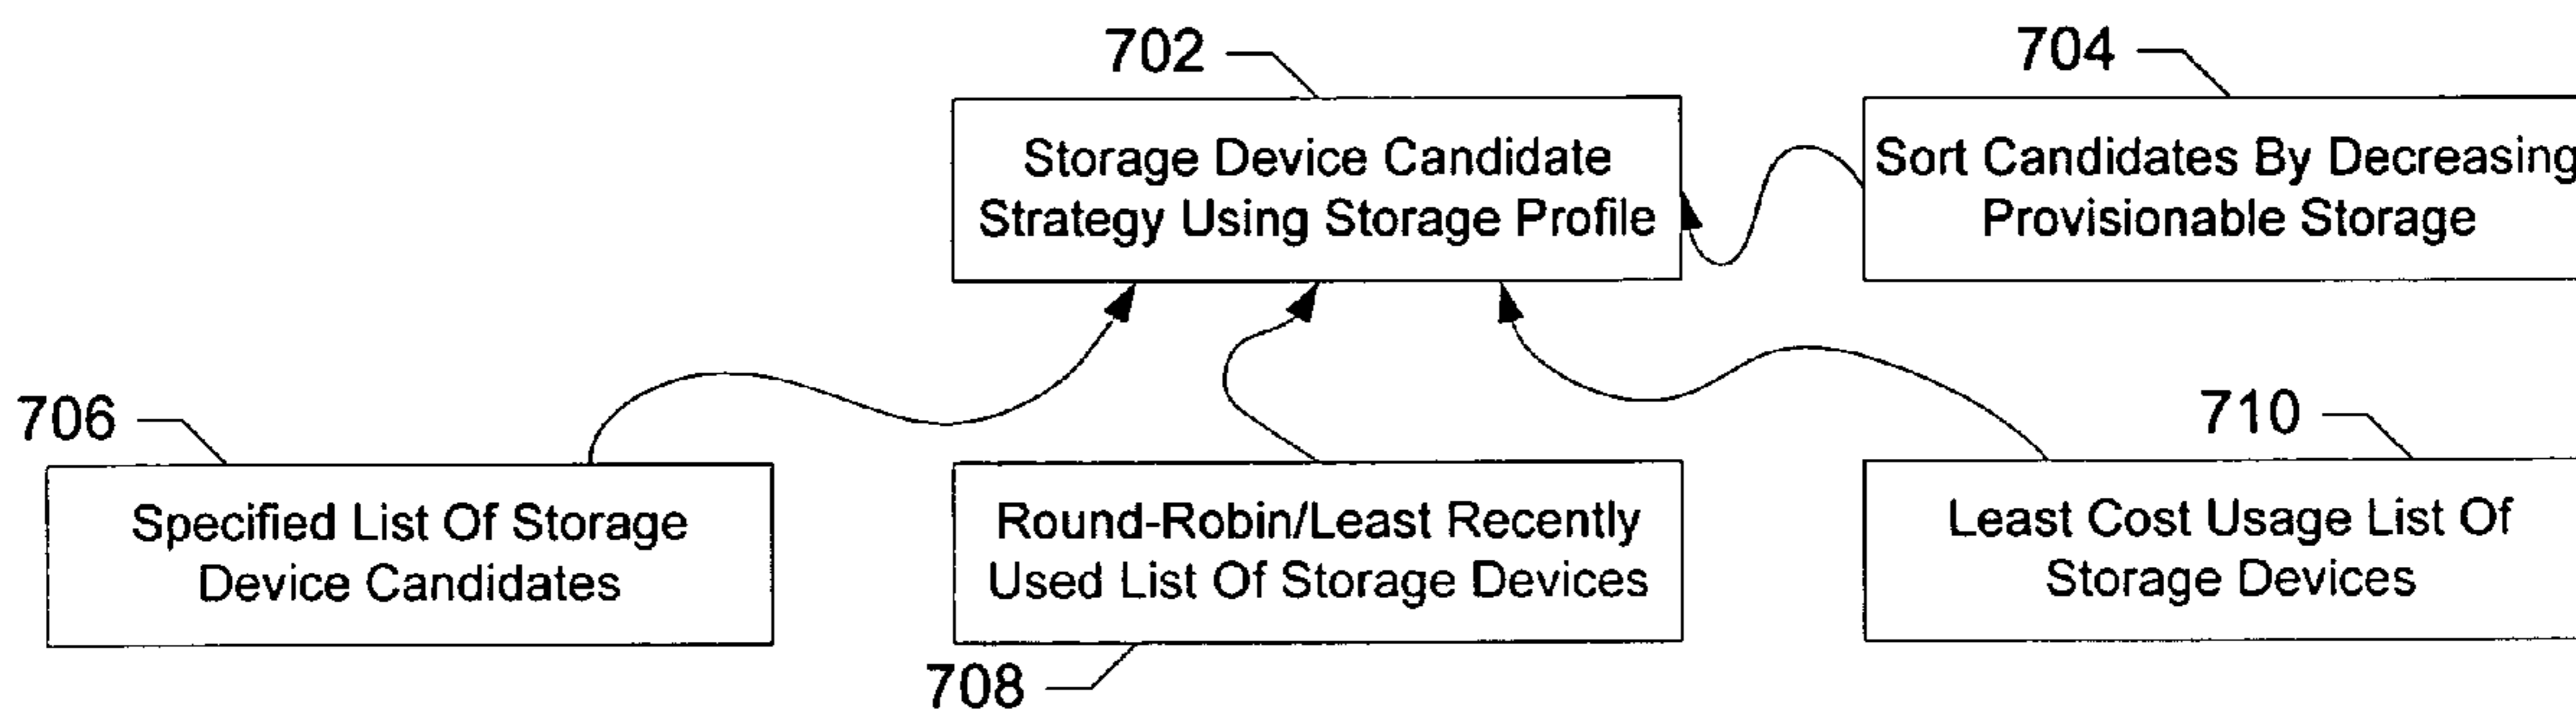 702
704
Storage Device Candidate
Strategy Using Storage Profile
Sort Candidates By Decreasing
Provisionable Storage
706
710
Specified List Of Storage
Device Candidates
Round-Robin/Least Recently
Used List Of Storage Devices
Least Cost Usage List Of
Storage Devices
708